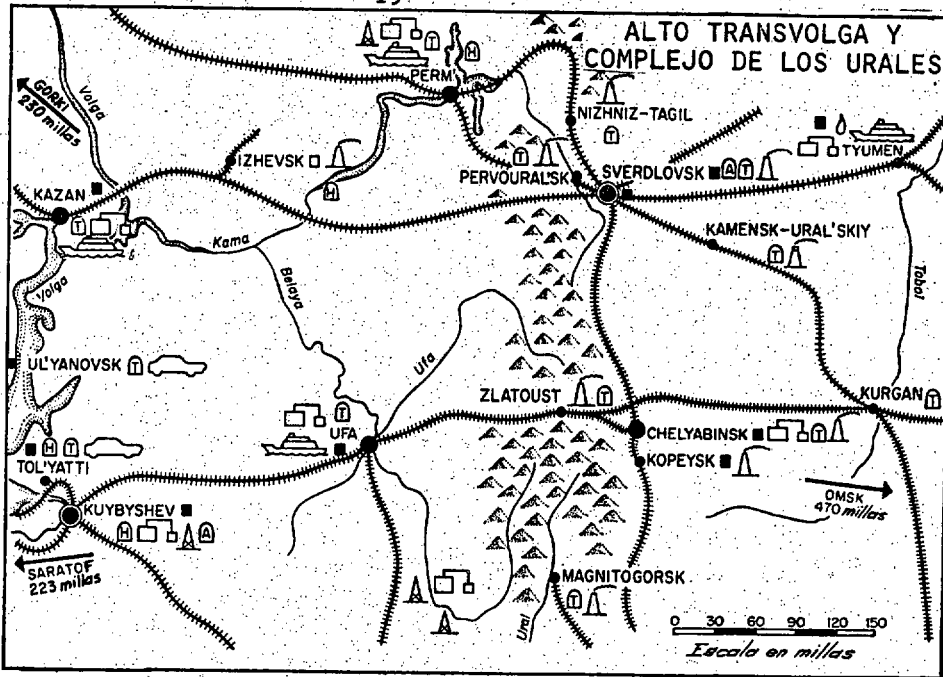 ALTO TRANSVOLGA Y
COMPLEJO DE LOS URALES
T
H
PERM'
GORKI
230 millas
Volga
NIZHNIZ-TAGIL
T
IZHEVSK
T
PERVOURAL'SK
SVERDLOVSK
A T
TYUMEN
KAZAN
H
T
KAMENSK-URAL'SKIY
T
Kama
Tobol
Volga
Belaya
Ufa
UL'YANOVSK T
ZLATOUST
T
KURGAN
T
T
UFA
CHELYABINSK
T
H T
TOL'YATTI
KOPEYSK
KUYBYSHEV
H
A
OMSK
470 millas
SARATOF
223 millas
MAGNITOGORSK
T
Ural
0 30 60 90 120 150
Escala en millas